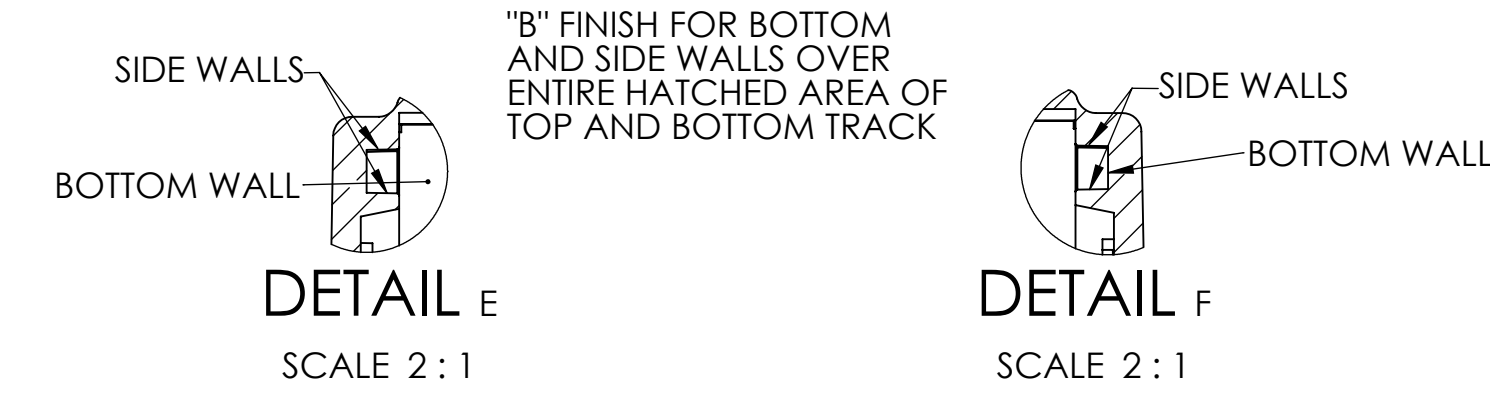 "B" FINISH FOR BOTTOM
AND SIDE WALLS OVER
ENTIRE HATCHED AREA OF
TOP AND BOTTOM TRACK
SIDE WALLS
BOTTOM WALL
DETAIL E
SCALE 2 : 1
SIDE WALLS
BOTTOM WALL
DETAIL F
SCALE 2 : 1